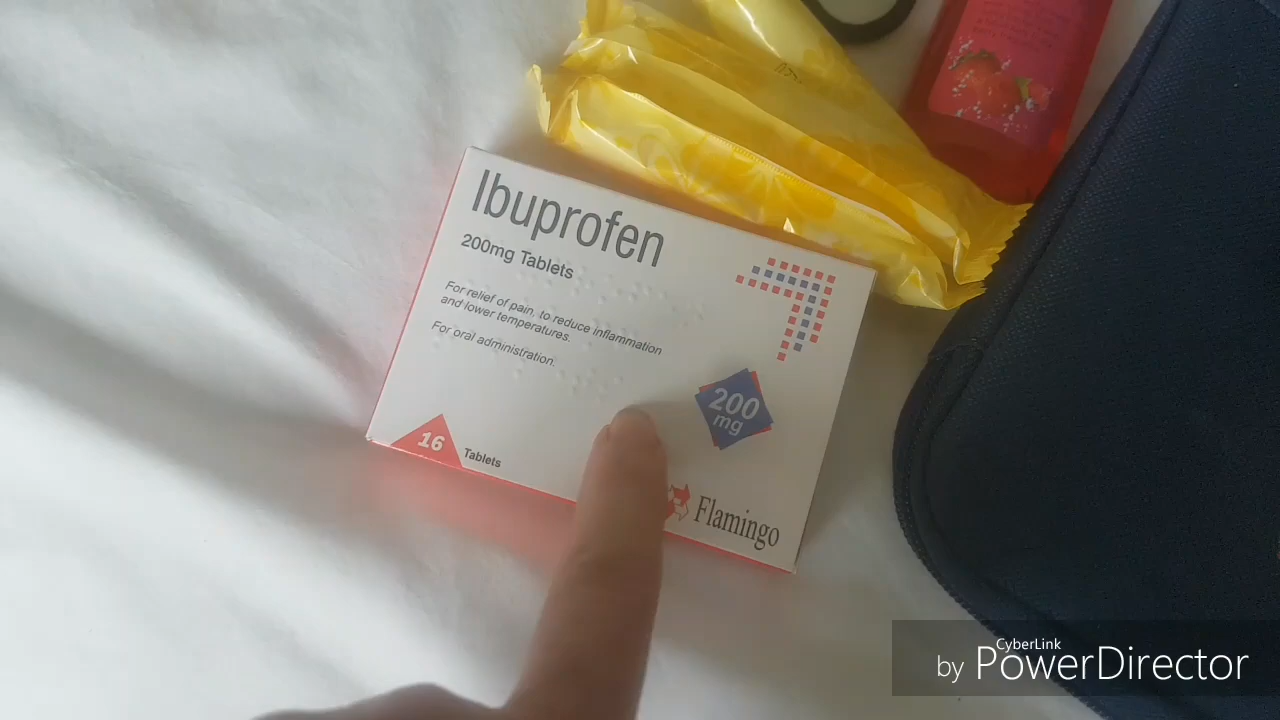 Ibuprofen
200mg Tablets
For relief of pain, to reduce inflammation
and lower temperatures.
For oral administration.
200
mg
16 Tablets
Flamingo
CyberLink
by PowerDirector